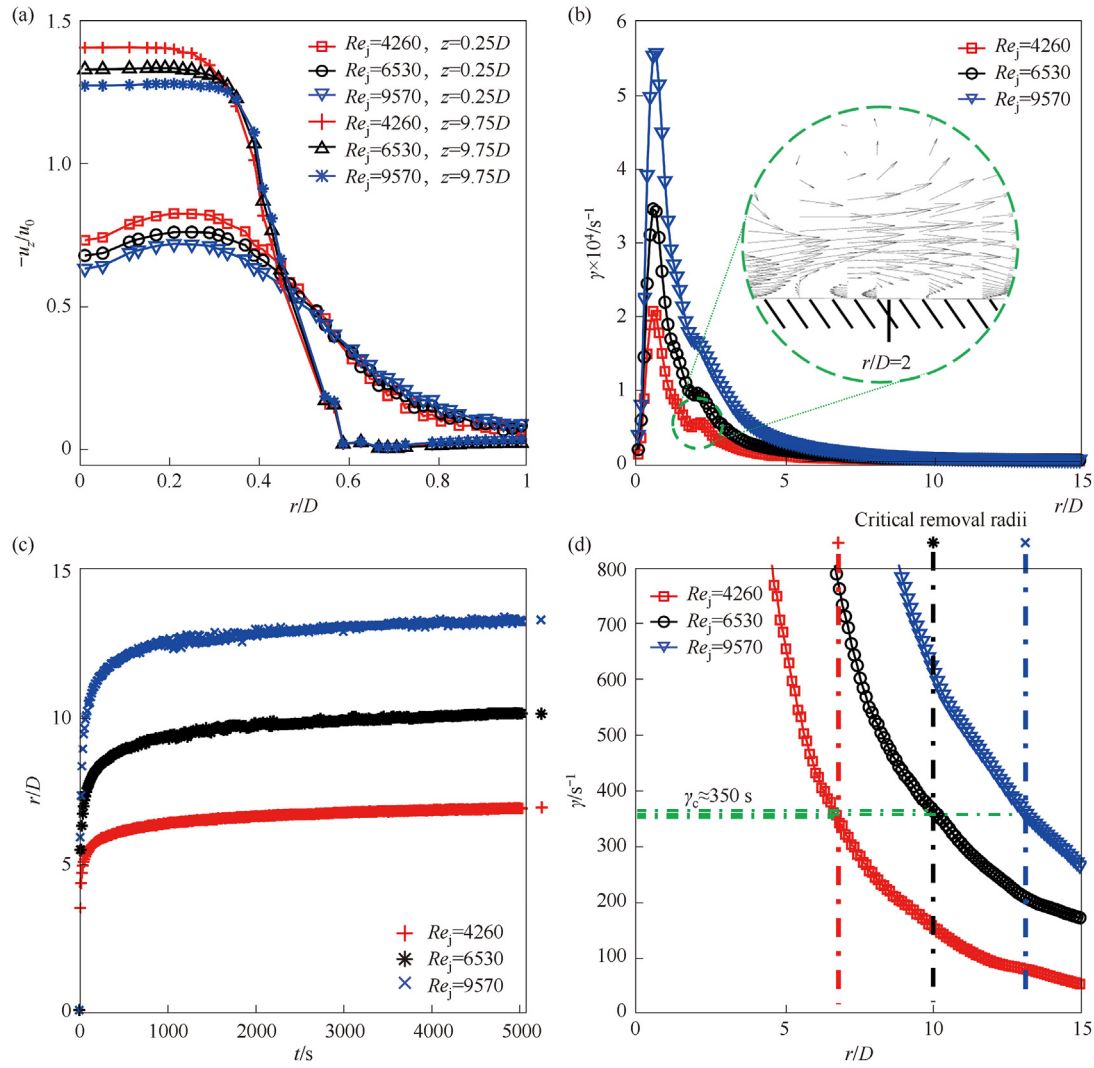 (a)
1.5
1.0
0.5
0
−u_z/u_0
0
0.2
0.4
0.6
0.8
1
r/D
Re_j=4260, z=0.25D
Re_j=6530, z=0.25D
Re_j=9570, z=0.25D
Re_j=4260, z=9.75D
Re_j=6530, z=9.75D
Re_j=9570, z=9.75D
(b)
6
5
4
3
2
1
0
γ×10⁴/s⁻¹
0
5
10
15
r/D
Re_j=4260
Re_j=6530
Re_j=9570
r/D=2
(c)
15
10
5
0
r/D
0
1000
2000
3000
4000
5000
t/s
Re_j=4260
Re_j=6530
Re_j=9570
Critical removal radii
(d)
800
700
600
500
400
300
200
100
0
γ/s⁻¹
0
5
10
15
r/D
Re_j=4260
Re_j=6530
Re_j=9570
γ_c≈350 s